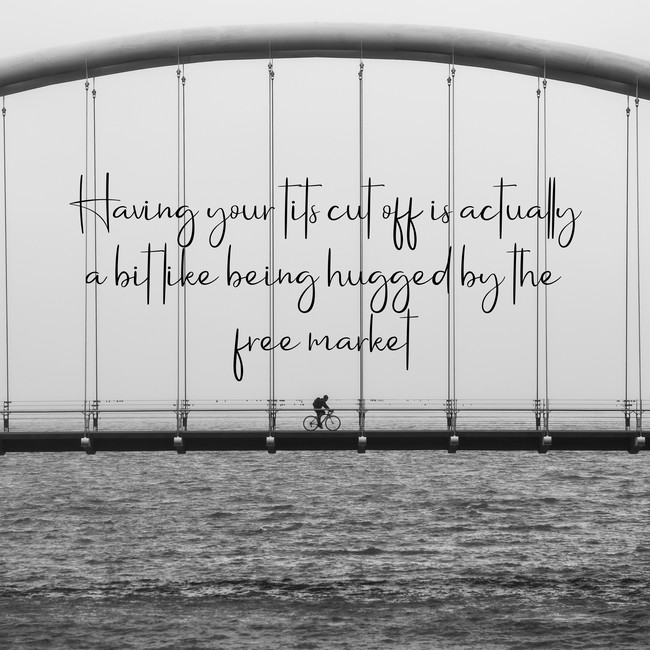 Having your tits cut off is actually
a bit like being hugged by the
free market